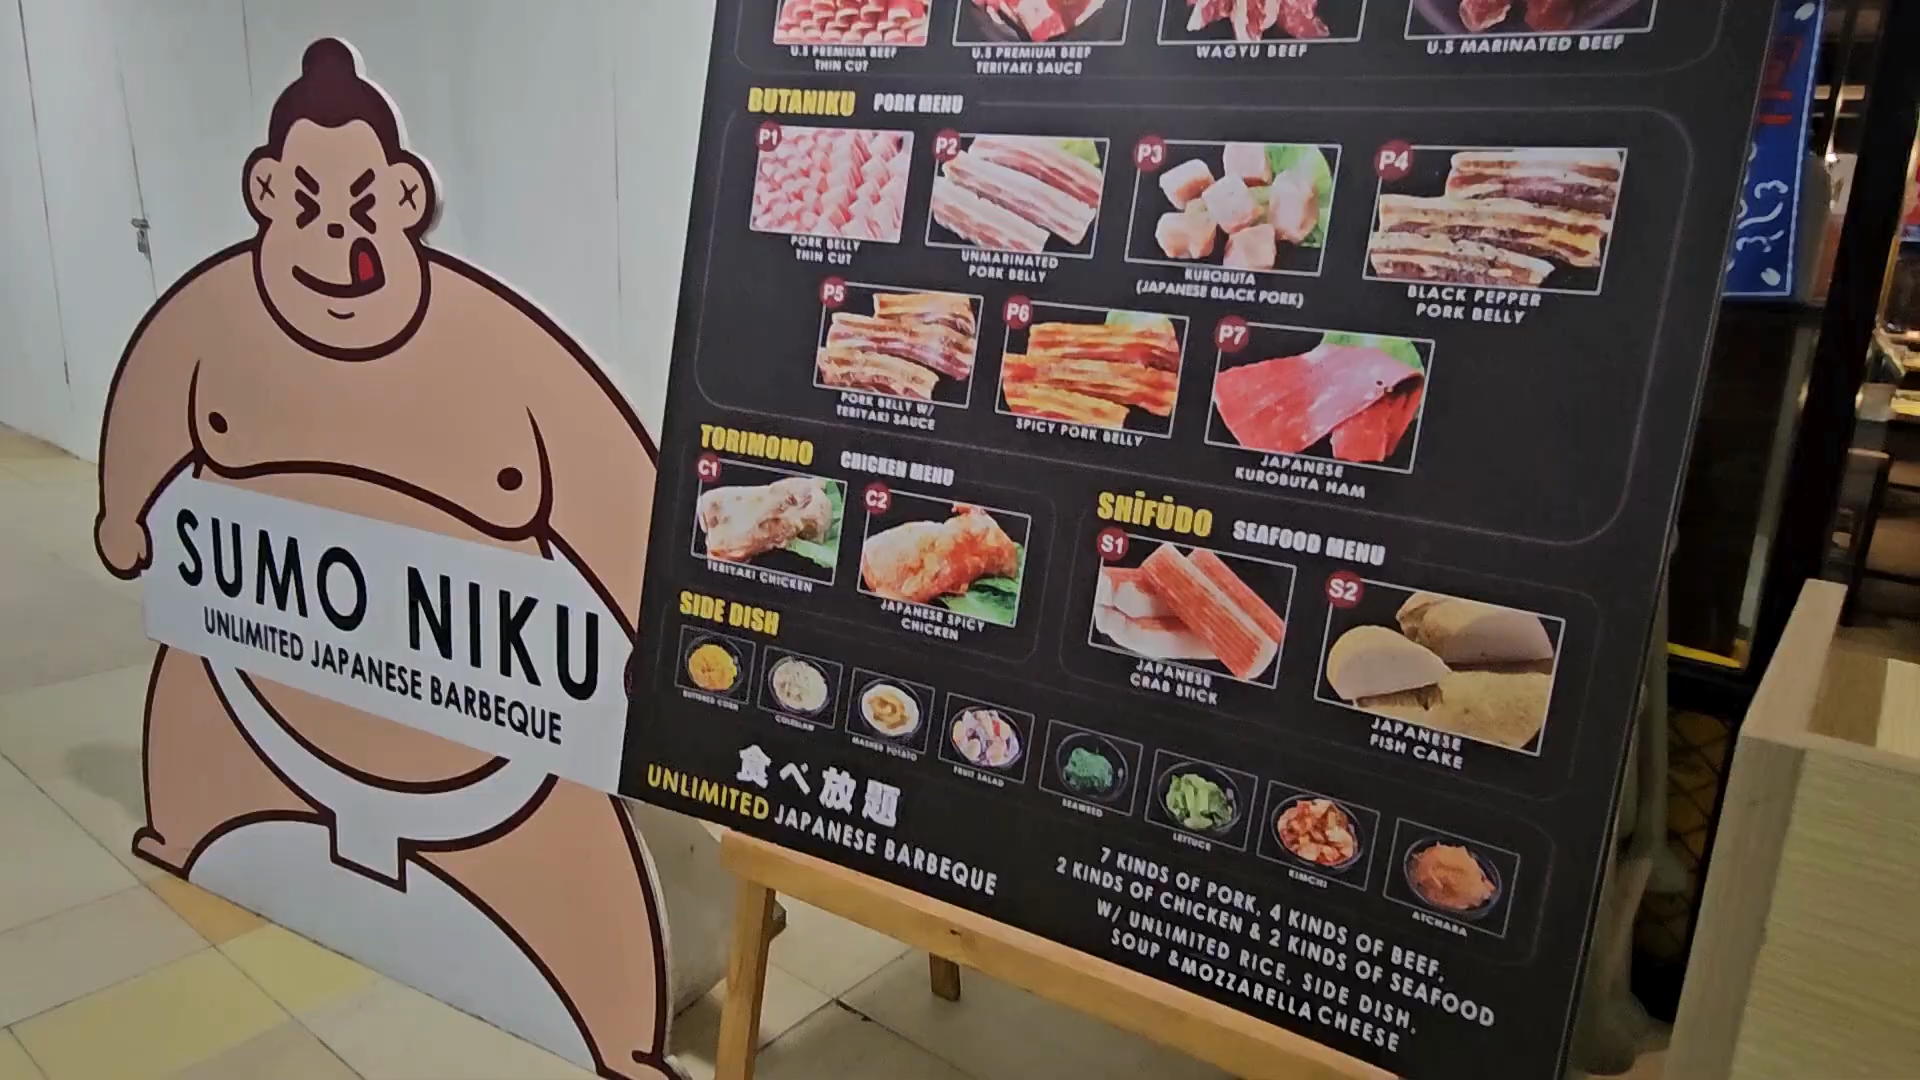 SUMO NIKU
UNLIMITED JAPANESE BARBEQUE
U.S PREMIUM BEEF
THIN CUT
U.S PREMIUM BEEF
TERIYAKI SAUCE
WAGYU BEEF
U.S MARINATED BEEF
BUTANIKU PORK MENU
P1
PORK BELLY
THIN CUT
P2
UNMARINATED
PORK BELLY
P3
KUROBUTA
(JAPANESE BLACK PORK)
P4
BLACK PEPPER
PORK BELLY
P5
PORK BELLY W/
TERIYAKI SAUCE
P6
SPICY PORK BELLY
P7
JAPANESE
KUROBUTA HAM
TORIMOMO CHICKEN MENU
C1
TERIYAKI CHICKEN
C2
JAPANESE SPICY
CHICKEN
SHĪFŪDO SEAFOOD MENU
S1
JAPANESE
CRAB STICK
S2
JAPANESE
FISH CAKE
SIDE DISH
BUTTERED CORN
COLESLAW
MASHED POTATO
FRUIT SALAD
SEAWEED
LETTUCE
KIMCHI
ATCHARA
食べ放題
UNLIMITED JAPANESE BARBEQUE
7 KINDS OF PORK, 4 KINDS OF BEEF,
2 KINDS OF CHICKEN & 2 KINDS OF SEAFOOD
W/ UNLIMITED RICE, SIDE DISH,
SOUP &MOZZARELLA CHEESE